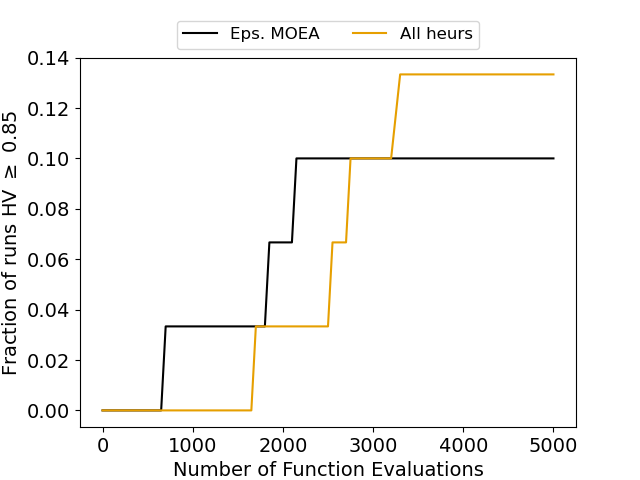 Eps. MOEA All heurs
Fraction of runs HV ≥ 0.85
0.14
0.12
0.10
0.08
0.06
0.04
0.02
0.00
0 1000 2000 3000 4000 5000
Number of Function Evaluations